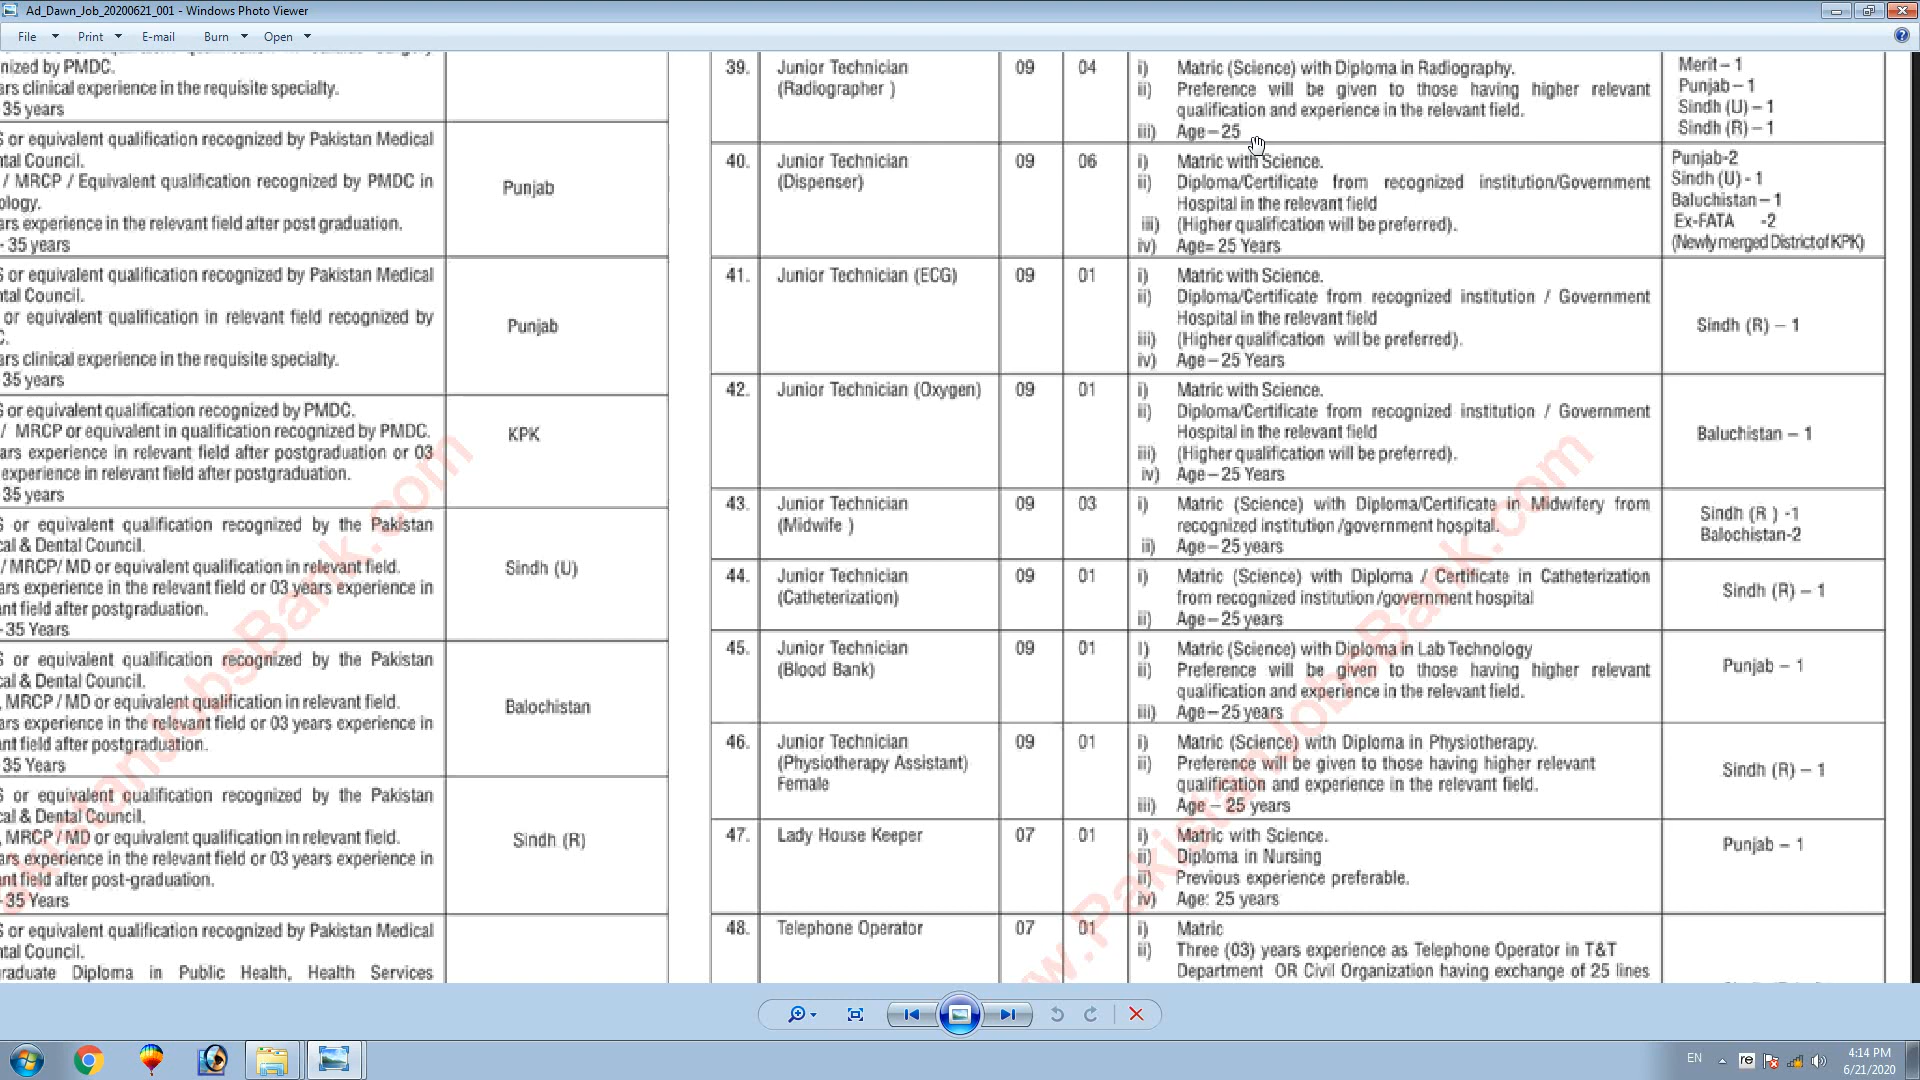 Ad_Dawn_Job_20200621_001 - Windows Photo Viewer
File Print E-mail Burn Open
nized by PMDC.
ars clinical experience in the requisite specialty.
35 years
S or equivalent qualification recognized by Pakistan Medical
tal Council.
/ MRCP / Equivalent qualification recognized by PMDC in
ology.
rs experience in the relevant field after post graduation.
- 35 years
Punjab
S or equivalent qualification recognized by Pakistan Medical
ntal Council.
or equivalent qualification in relevant field recognized by
C.
ars clinical experience in the requisite specialty.
35 years
Punjab
S or equivalent qualification recognized by PMDC.
/ MRCP or equivalent in qualification recognized by PMDC.
ars experience in relevant field after postgraduation or 03
experience in relevant field after postgraduation.
35 years
KPK
S or equivalent qualification recognized by the Pakistan
cal & Dental Council.
/ MRCP/ MD or equivalent qualification in relevant field.
ars experience in the relevant field or 03 years experience in
nt field after postgraduation.
- 35 Years
Sindh (U)
S or equivalent qualification recognized by the Pakistan
cal & Dental Council.
, MRCP / MD or equivalent qualification in relevant field.
ars experience in the relevant field or 03 years experience in
nt field after postgraduation.
35 Years
Balochistan
S or equivalent qualification recognized by the Pakistan
cal & Dental Council.
, MRCP / MD or equivalent qualification in relevant field.
ars experience in the relevant field or 03 years experience in
nt field after post-graduation.
- 35 Years
Sindh (R)
S or equivalent qualification recognized by Pakistan Medical
ntal Council.
raduate Diploma in Public Health, Health Services
39. Junior Technician 09 04 i) Matric (Science) with Diploma in Radiography.
(Radiographer ) ii) Preference will be given to those having higher relevant
qualification and experience in the relevant field.
iii) Age – 25
Merit – 1
Punjab – 1
Sindh (U) – 1
Sindh (R) – 1
40. Junior Technician 09 06 i) Matric with Science.
(Dispenser) ii) Diploma/Certificate from recognized institution/Government
Hospital in the relevant field
iii) (Higher qualification will be preferred).
iv) Age= 25 Years
Punjab-2
Sindh (U) - 1
Baluchistan – 1
Ex-FATA -2
(Newly merged District of KPK)
41. Junior Technician (ECG) 09 01 i) Matric with Science.
ii) Diploma/Certificate from recognized institution / Government
Hospital in the relevant field
iii) (Higher qualification will be preferred).
iv) Age – 25 Years
Sindh (R) – 1
42. Junior Technician (Oxygen) 09 01 i) Matric with Science.
ii) Diploma/Certificate from recognized institution / Government
Hospital in the relevant field
iii) (Higher qualification will be preferred).
iv) Age – 25 Years
Baluchistan – 1
43. Junior Technician 09 03 i) Matric (Science) with Diploma/Certificate in Midwifery from
(Midwife ) recognized institution /government hospital.
ii) Age – 25 years
Sindh (R ) -1
Balochistan-2
44. Junior Technician 09 01 i) Matric (Science) with Diploma / Certificate in Catheterization
(Catheterization) from recognized institution /government hospital
ii) Age – 25 years
Sindh (R) – 1
45. Junior Technician 09 01 I) Matric (Science) with Diploma in Lab Technology
(Blood Bank) ii) Preference will be given to those having higher relevant
qualification and experience in the relevant field.
iii) Age – 25 years
Punjab – 1
46. Junior Technician 09 01 i) Matric (Science) with Diploma in Physiotherapy.
(Physiotherapy Assistant) ii) Preference will be given to those having higher relevant
Female qualification and experience in the relevant field.
iii) Age – 25 years
Sindh (R) – 1
47. Lady House Keeper 07 01 i) Matric with Science.
ii) Diploma in Nursing
iii) Previous experience preferable.
iv) Age: 25 years
Punjab – 1
48. Telephone Operator 07 01 i) Matric
ii) Three (03) years experience as Telephone Operator in T&T
Department OR Civil Organization having exchange of 25 lines
PakistanJobsBank.com
www.PakistanJobsBank.com
EN
re
4:14 PM
6/21/2020